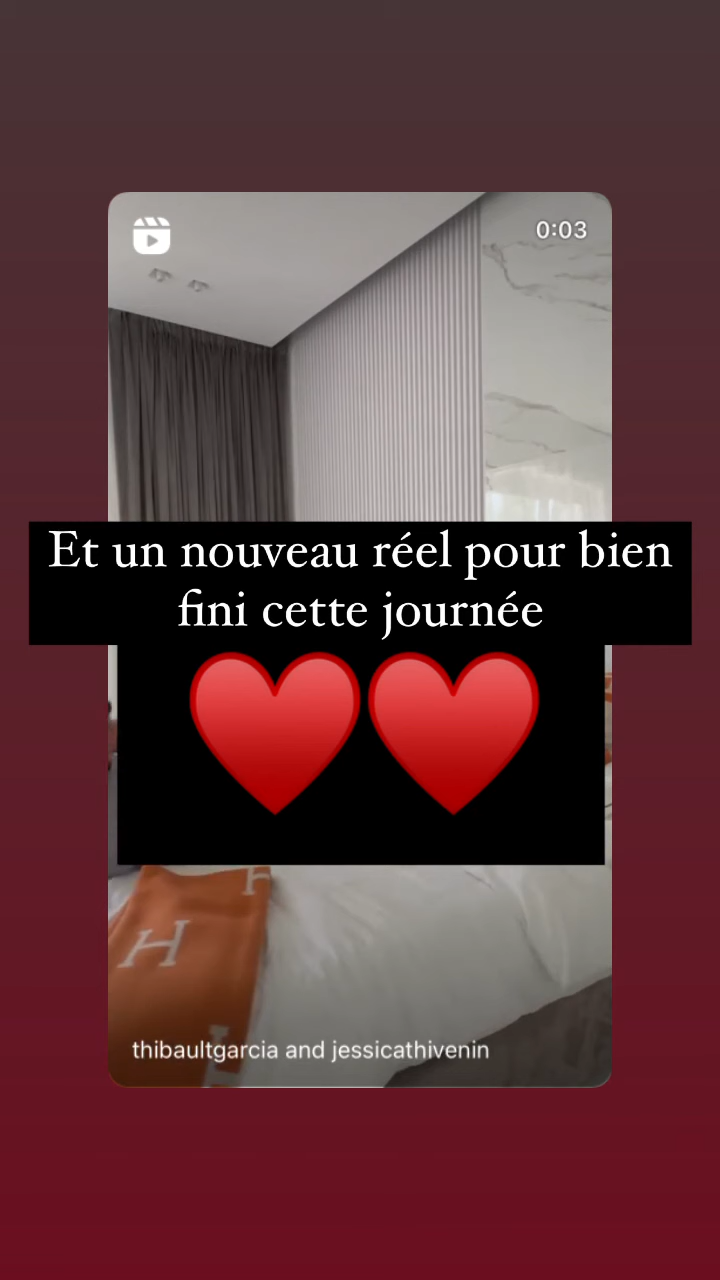 0:03
Et un nouveau réel pour bien
fini cette journée
H
H
thibaultgarcia and jessicathivenin